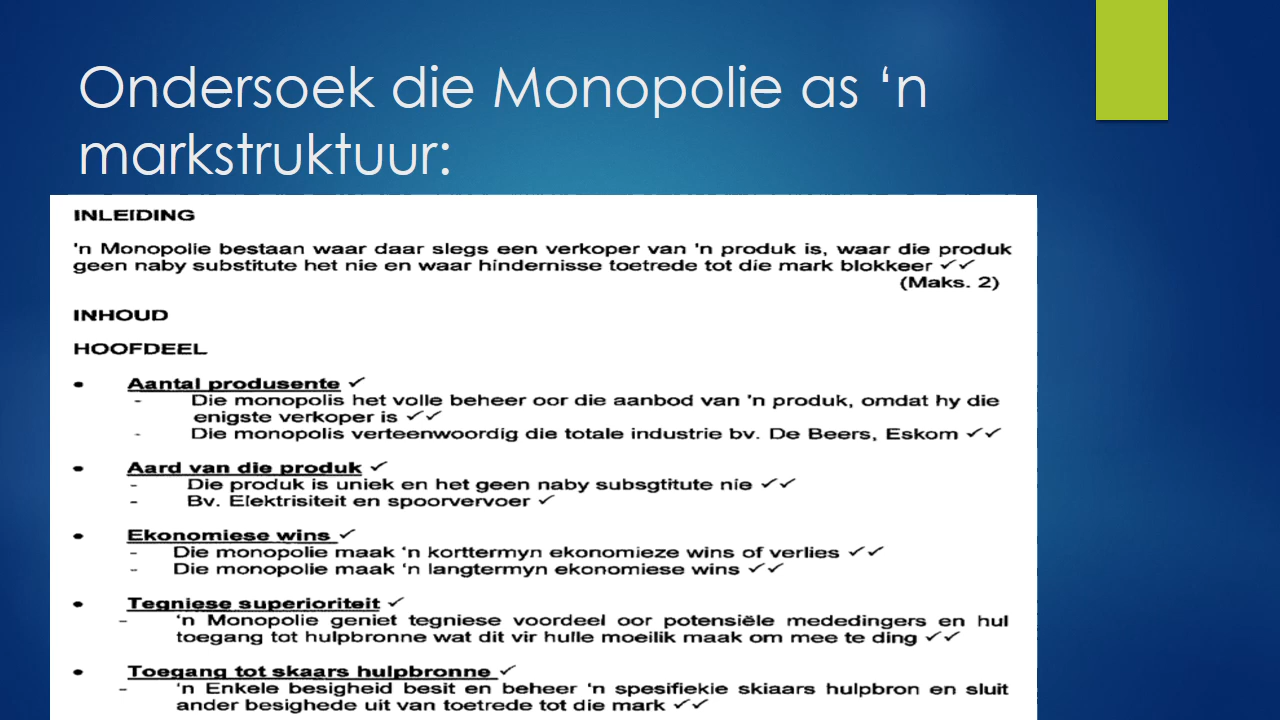 Ondersoek die Monopolie as ‘n
markstruktuur:
INLEIDING
'n Monopolie bestaan waar daar slegs een verkoper van 'n produk is, waar die produk
geen naby substitute het nie en waar hindernisse toetrede tot die mark blokkeer ✓✓
(Maks. 2)
INHOUD
HOOFDEEL
• Aantal produsente ✓
- Die monopolis het volle beheer oor die aanbod van 'n produk, omdat hy die
enigste verkoper is ✓✓
- Die monopolis verteenwoordig die totale industrie bv. De Beers, Eskom ✓✓
• Aard van die produk ✓
- Die produk is uniek en het geen naby subsgtitute nie ✓✓
- Bv. Elektrisiteit en spoorvervoer ✓
• Ekonomiese wins ✓
- Die monopolie maak ‘n korttermyn ekonomieze wins of verlies ✓✓
- Die monopolie maak ‘n langtermyn ekonomiese wins ✓✓
• Tegniese superioriteit ✓
- ‘n Monopolie geniet tegniese voordeel oor potensiële mededingers en hul
toegang tot hulpbronne wat dit vir hulle moeilik maak om mee te ding ✓✓
• Toegang tot skaars hulpbronne ✓
- ‘n Enkele besigheid besit en beheer ‘n spesifiekie skiaars hulpbron en sluit
ander besighede uit van toetrede tot die mark ✓✓